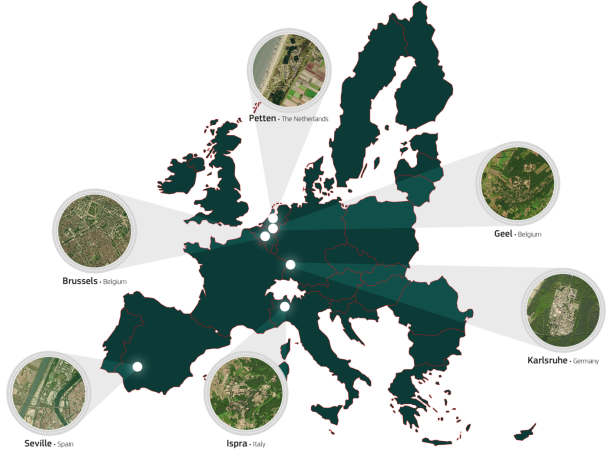 Petten • The Netherlands
Geel • Belgium
Brussels • Belgium
Karlsruhe • Germany
Seville • Spain
Ispra • Italy